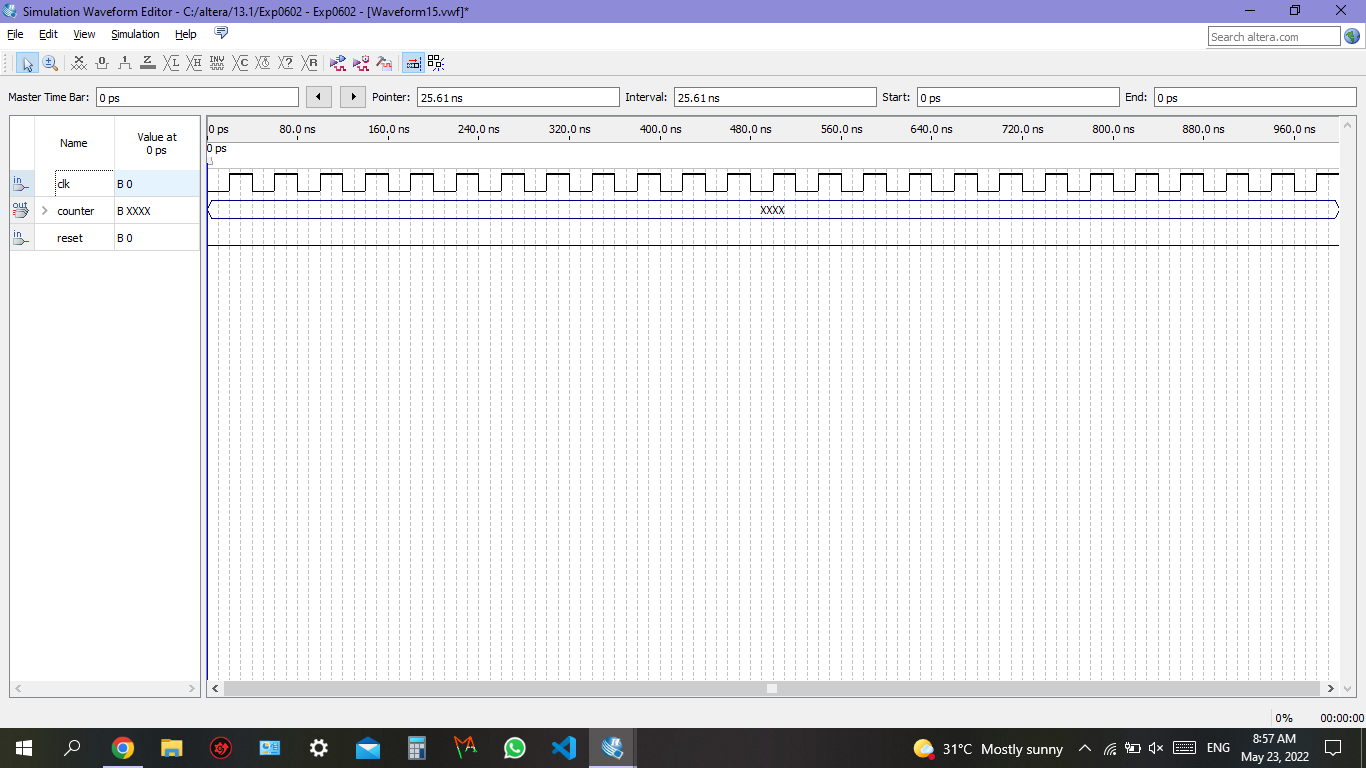 Simulation Waveform Editor - C:/altera/13.1/Exp0602 - Exp0602 - [Waveform15.vwf]*
File Edit View Simulation Help
Search altera.com
Master Time Bar: 0 ps Pointer: 25.61 ns Interval: 25.61 ns Start: 0 ps End: 0 ps
Name
Value at
0 ps
0 ps 80.0 ns 160.0 ns 240.0 ns 320.0 ns 400.0 ns 480.0 ns 560.0 ns 640.0 ns 720.0 ns 800.0 ns 880.0 ns 960.0 ns
0 ps
clk B 0
counter B XXXX XXXX
reset B 0
0% 00:00:00
31°C Mostly sunny ENG
8:57 AM
May 23, 2022